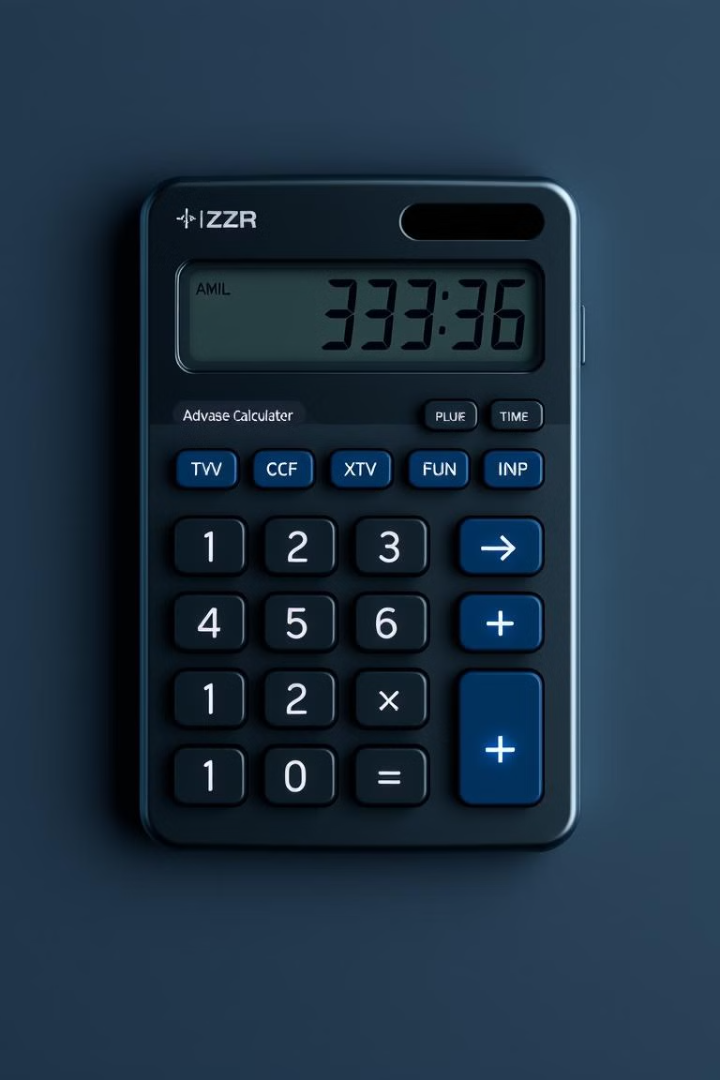 ZZR
AMIL 333:36
Advase Calculater PLUE TIME
TVV CCF XTV FUN INP
1 2 3 →
4 5 6 +
1 2 ×
+
1 0 =